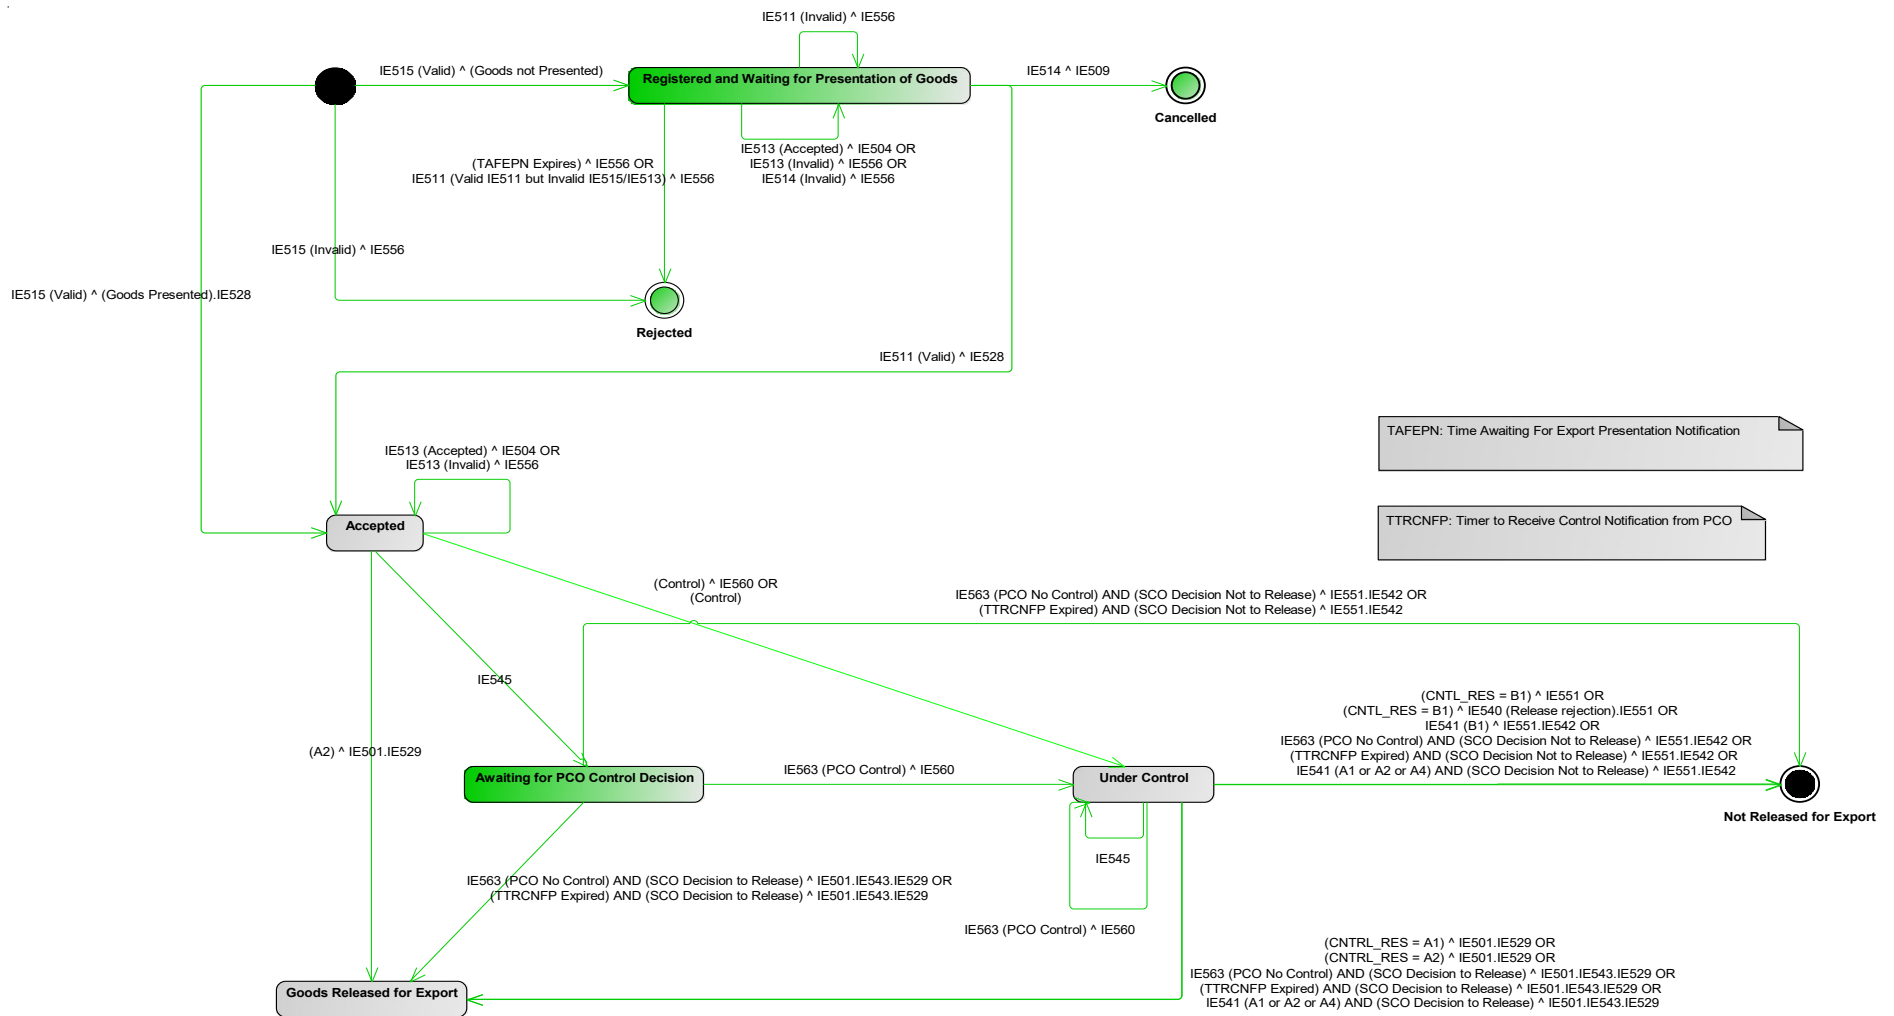 IE511 (Invalid) ^ IE556
IE515 (Valid) ^ (Goods not Presented)
Registered and Waiting for Presentation of Goods
IE514 ^ IE509
Cancelled
IE513 (Accepted) ^ IE504 OR
IE513 (Invalid) ^ IE556 OR
IE514 (Invalid) ^ IE556
(TAFEPN Expires) ^ IE556 OR
IE511 (Valid IE511 but Invalid IE515/IE513) ^ IE556
IE515 (Invalid) ^ IE556
IE515 (Valid) ^ (Goods Presented).IE528
Rejected
IE511 (Valid) ^ IE528
TAFEPN: Time Awaiting For Export Presentation Notification
IE513 (Accepted) ^ IE504 OR
IE513 (Invalid) ^ IE556
TTRCNFP: Timer to Receive Control Notification from PCO
Accepted
(Control) ^ IE560 OR
(Control)
IE563 (PCO No Control) AND (SCO Decision Not to Release) ^ IE551.IE542 OR
(TTRCNFP Expired) AND (SCO Decision Not to Release) ^ IE551.IE542
IE545
(CNTL_RES = B1) ^ IE551 OR
(CNTL_RES = B1) ^ IE540 (Release rejection).IE551 OR
IE541 (B1) ^ IE551.IE542 OR
IE563 (PCO No Control) AND (SCO Decision Not to Release) ^ IE551.IE542 OR
(TTRCNFP Expired) AND (SCO Decision Not to Release) ^ IE551.IE542 OR
IE541 (A1 or A2 or A4) AND (SCO Decision Not to Release) ^ IE551.IE542
(A2) ^ IE501.IE529
Awaiting for PCO Control Decision
IE563 (PCO Control) ^ IE560
Under Control
Not Released for Export
IE545
IE563 (PCO No Control) AND (SCO Decision to Release) ^ IE501.IE543.IE529 OR
(TTRCNFP Expired) AND (SCO Decision to Release) ^ IE501.IE543.IE529
IE563 (PCO Control) ^ IE560
(CNTRL_RES = A1) ^ IE501.IE529 OR
(CNTRL_RES = A2) ^ IE501.IE529 OR
IE563 (PCO No Control) AND (SCO Decision to Release) ^ IE501.IE543.IE529 OR
(TTRCNFP Expired) AND (SCO Decision to Release) ^ IE501.IE543.IE529 OR
IE541 (A1 or A2 or A4) AND (SCO Decision to Release) ^ IE501.IE543.IE529
Goods Released for Export